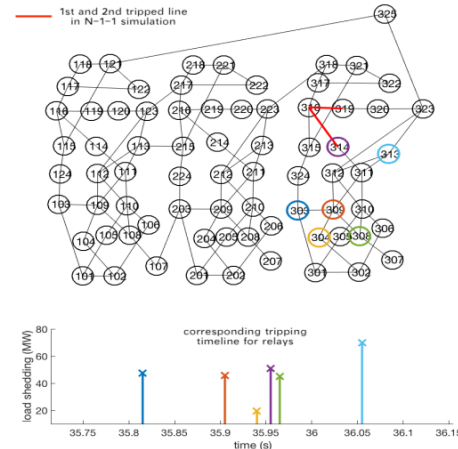 1st and 2nd tripped line
in N-1-1 simulation
325
118 121 218 221 318 321
117 122 217 222 317 322
116 119 120 123 216 219 220 223 316 319 320 323
115 114 113 215 214 213 315 314 313
124 112 111 224 212 211 324 312 311
103 109 110 203 209 210 303 309 310
104 105 108 106 204 205 208 206 304 305 308 306
107 207 307
101 102 201 202 301 302
corresponding tripping
timeline for relays
load shedding (MW)
80
60
40
20
35.75 35.8 35.85 35.9 35.95 36 36.05 36.1 36.15
time (s)